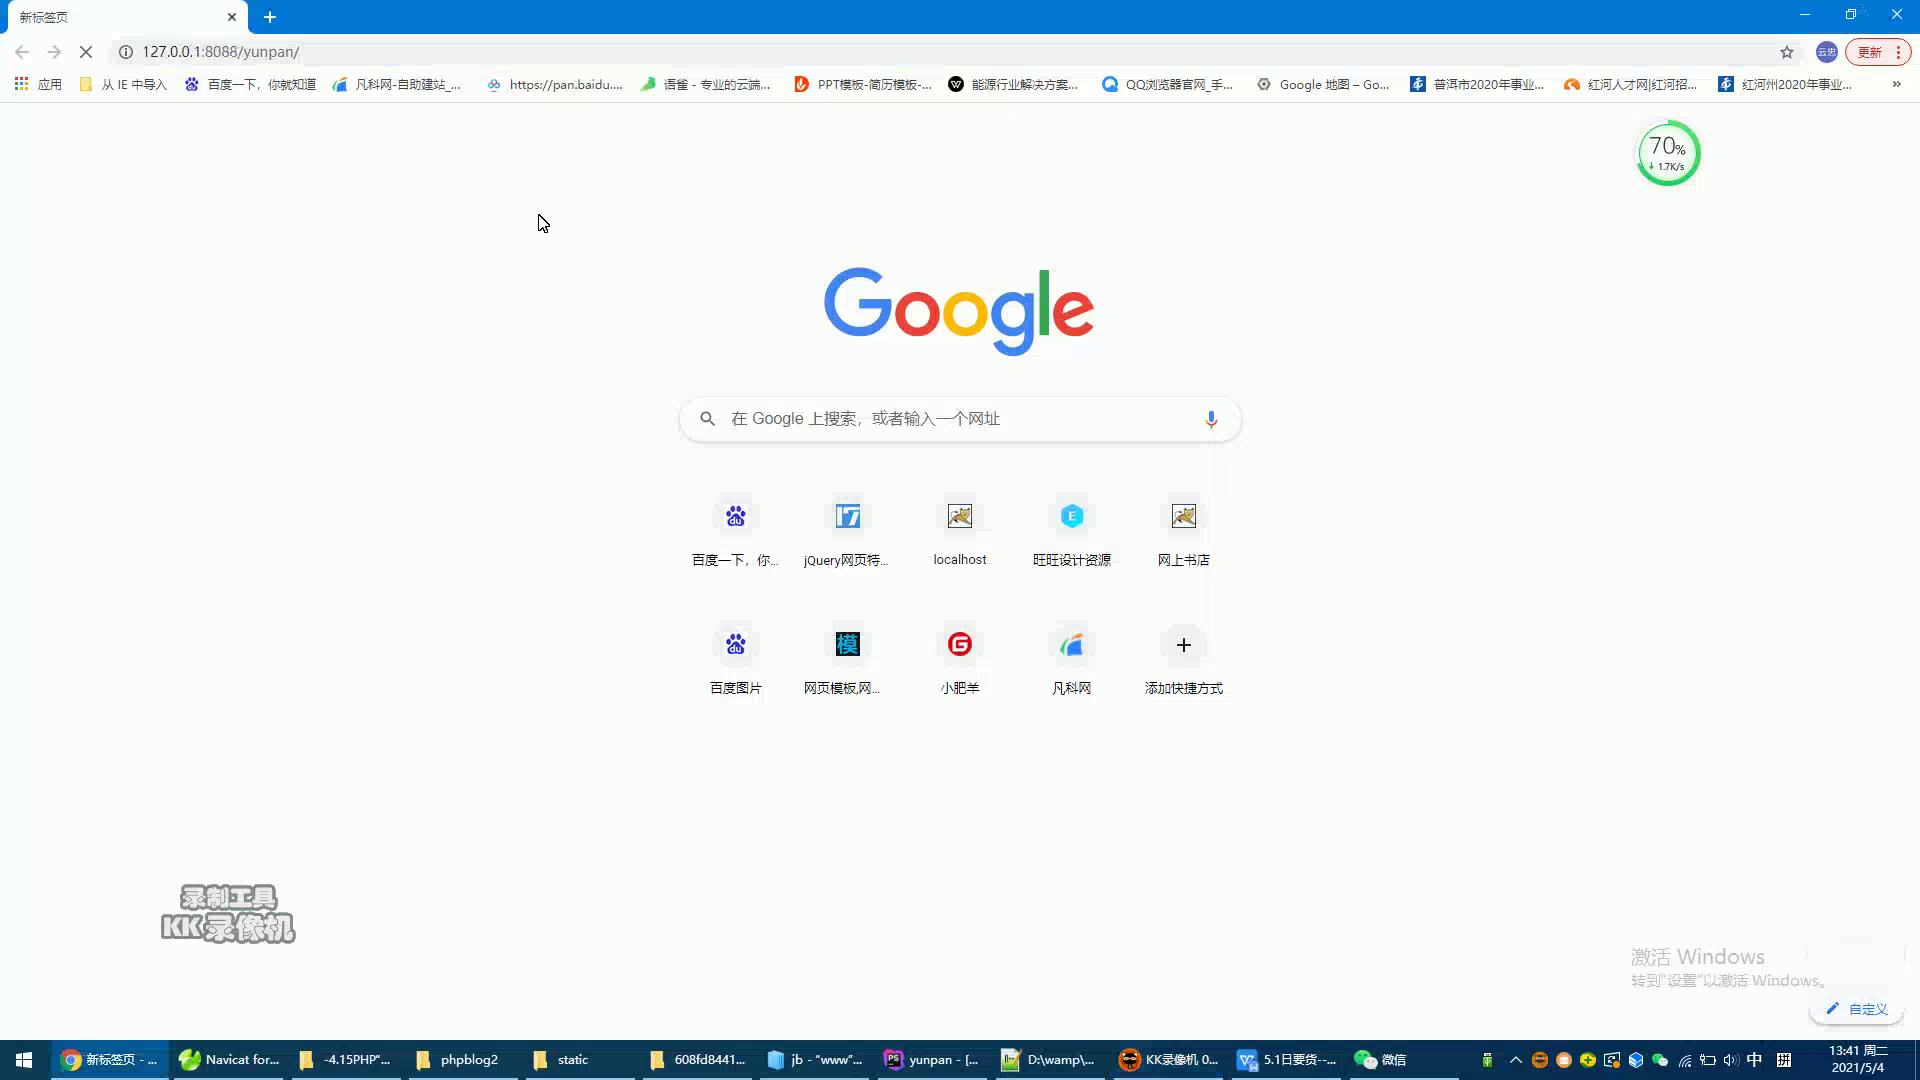 新标签页
127.0.0.1:8088/yunpan/
云忠
更新
应用
从 IE 中导入
百度一下，你就知道
凡科网-自助建站_...
https://pan.baidu....
语雀 - 专业的云端...
PPT模板-简历模板-...
能源行业解决方案...
QQ浏览器官网_手...
Google 地图 – Go...
普洱市2020年事业...
红河人才网|红河招...
红河州2020年事业...
»
70%
1.7K/s
Google
在 Google 上搜索，或者输入一个网址
百度一下，你...
jQuery网页特...
localhost
旺旺设计资源
网上书店
模
百度图片
网页模板,网...
小肥羊
凡科网
添加快捷方式
录制工具
KK录像机
激活 Windows
转到"设置"以激活 Windows。
自定义
新标签页 - ...
Navicat for...
-4.15PHP"...
phpblog2
static
608fd8441...
jb - "www"...
yunpan - [...
D:\wamp\...
KK录像机 0...
5.1日要货--...
微信
中
拼
13:41 周二
2021/5/4